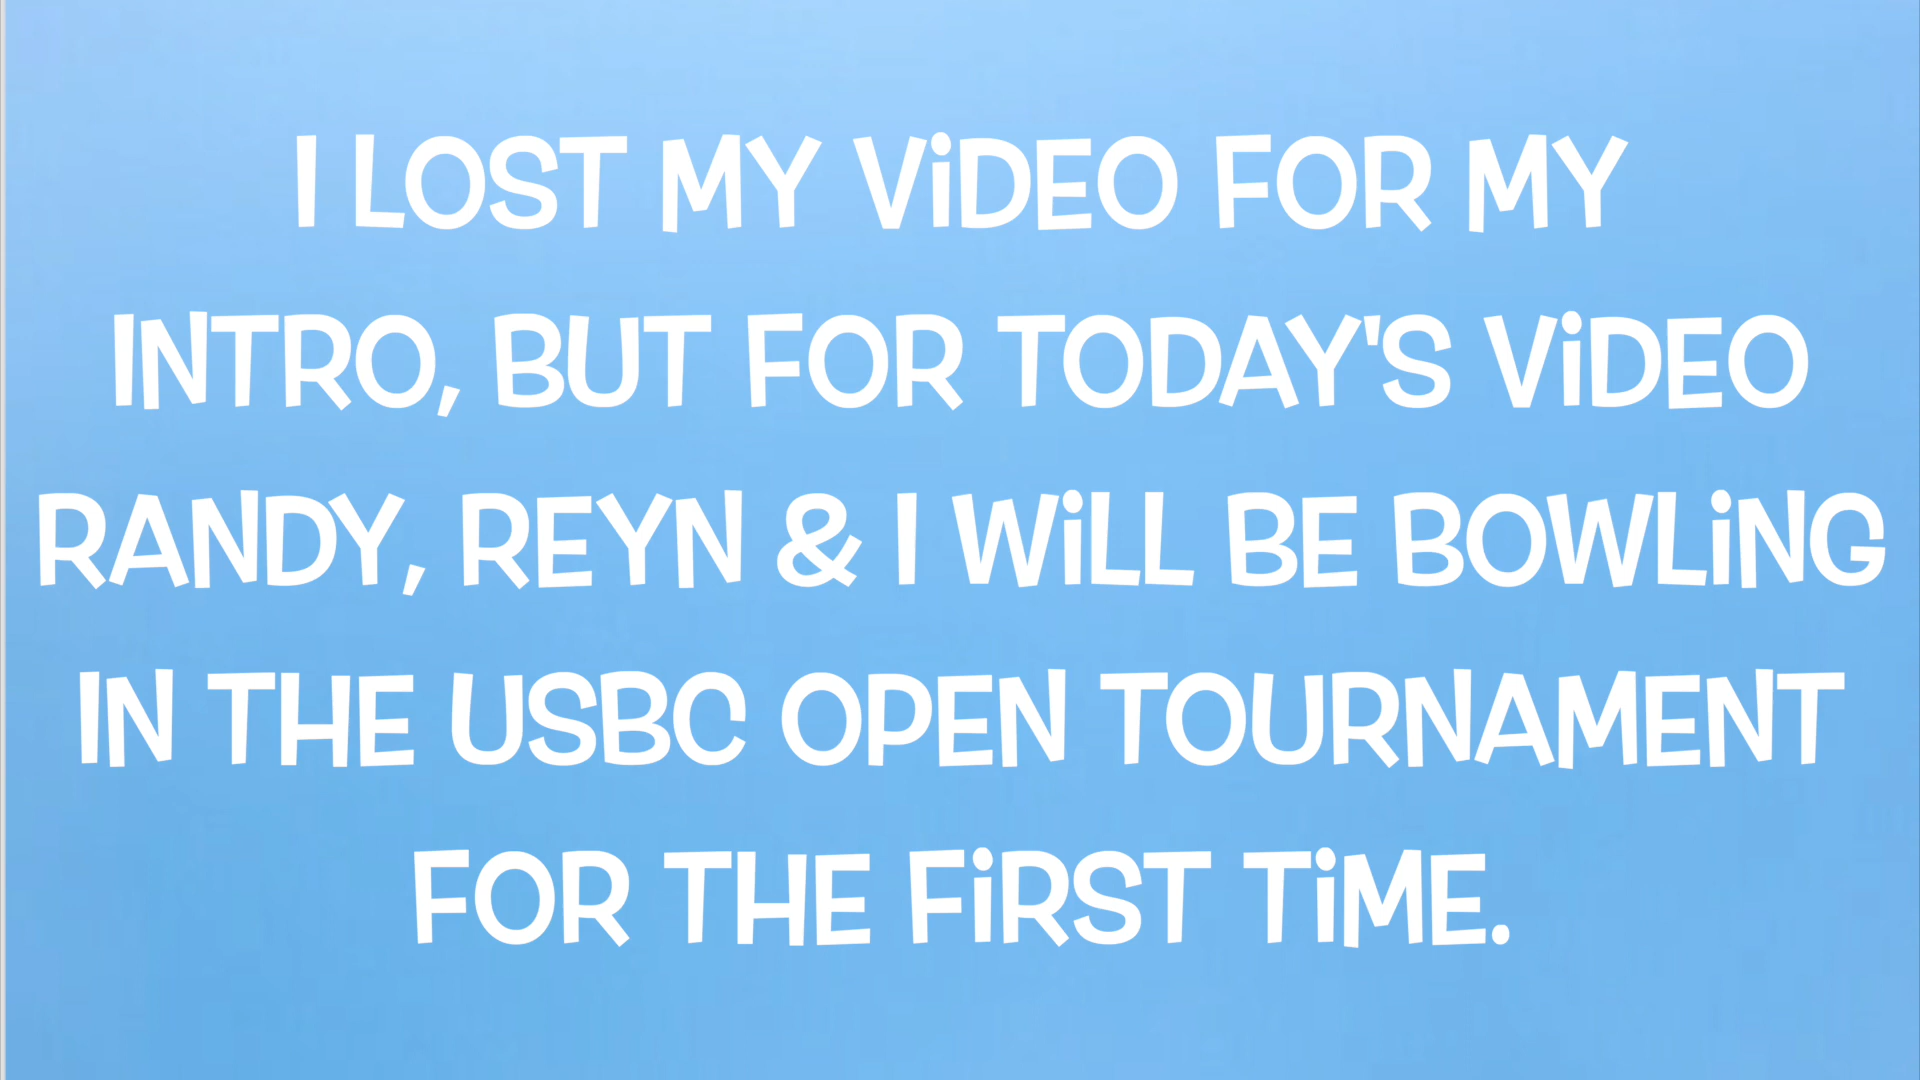 I LOST MY ViDEO FOR MY
INTRO, BUT FOR TODAY'S ViDEO
RANDY, REYN & I WiLL BE BOWLiNG
IN THE USBC OPEN TOURNAMENT
FOR THE FiRST TiME.